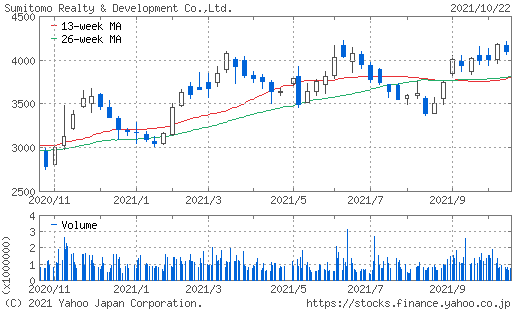 Sumitomo Realty & Development Co.,Ltd. 2021/10/22
4500
13-week MA
26-week MA
4000
3500
3000
2500
2020/11 2021/1 2021/3 2021/5 2021/7 2021/9
4
Volume
3
2
1
0
(x1000000)
2020/11 2021/1 2021/3 2021/5 2021/7 2021/9
(C) 2021 Yahoo Japan Corporation. https://stocks.finance.yahoo.co.jp/